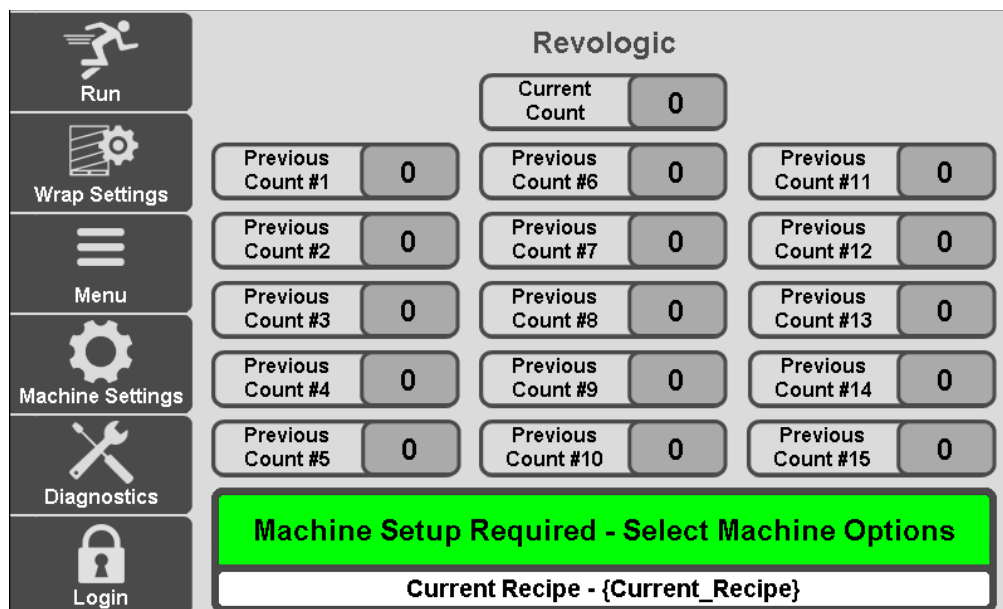 Run
Wrap Settings
Menu
Machine Settings
Diagnostics
Login
Revologic
Current
Count
0
Previous
Count #1
0
Previous
Count #6
0
Previous
Count #11
0
Previous
Count #2
0
Previous
Count #7
0
Previous
Count #12
0
Previous
Count #3
0
Previous
Count #8
0
Previous
Count #13
0
Previous
Count #4
0
Previous
Count #9
0
Previous
Count #14
0
Previous
Count #5
0
Previous
Count #10
0
Previous
Count #15
0
Machine Setup Required - Select Machine Options
Current Recipe - {Current_Recipe}